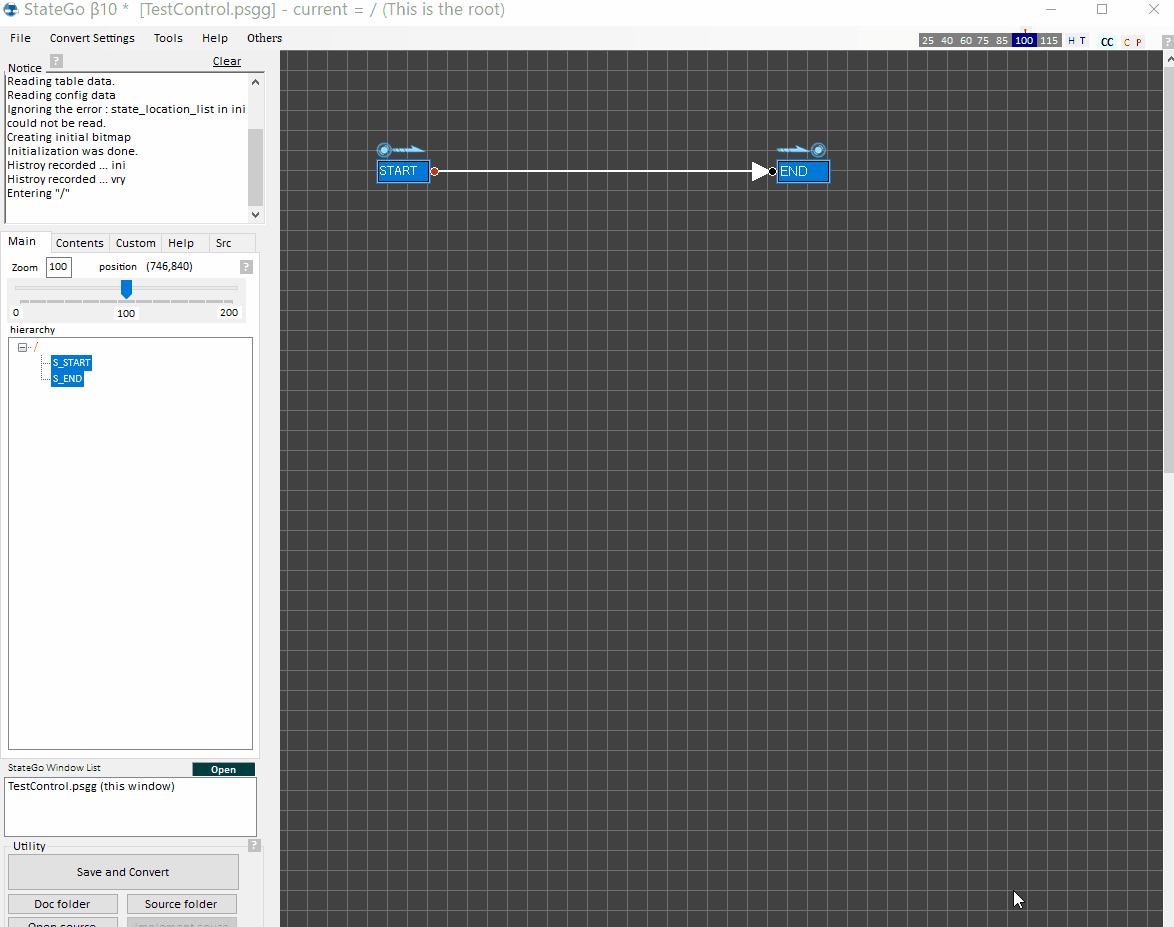 StateGo β10 * [TestControl.psgg] - current = / (This is the root)
File Convert Settings Tools Help Others
25 40 60 75 85 100 115 H T CC C P ?
Notice ? Clear
Reading table data.
Reading config data
Ignoring the error : state_location_list in ini
could not be read.
Creating initial bitmap
Initialization was done.
Histroy recorded ... ini
Histroy recorded ... vry
Entering "/"
START
END
Main Contents Custom Help Src
Zoom 100 position (746,840) ?
0 100 200
hierarchy
/
S_START
S_END
StateGo Window List Open
TestControl.psgg (this window)
Utility ?
Save and Convert
Doc folder Source folder
Open source Implement source